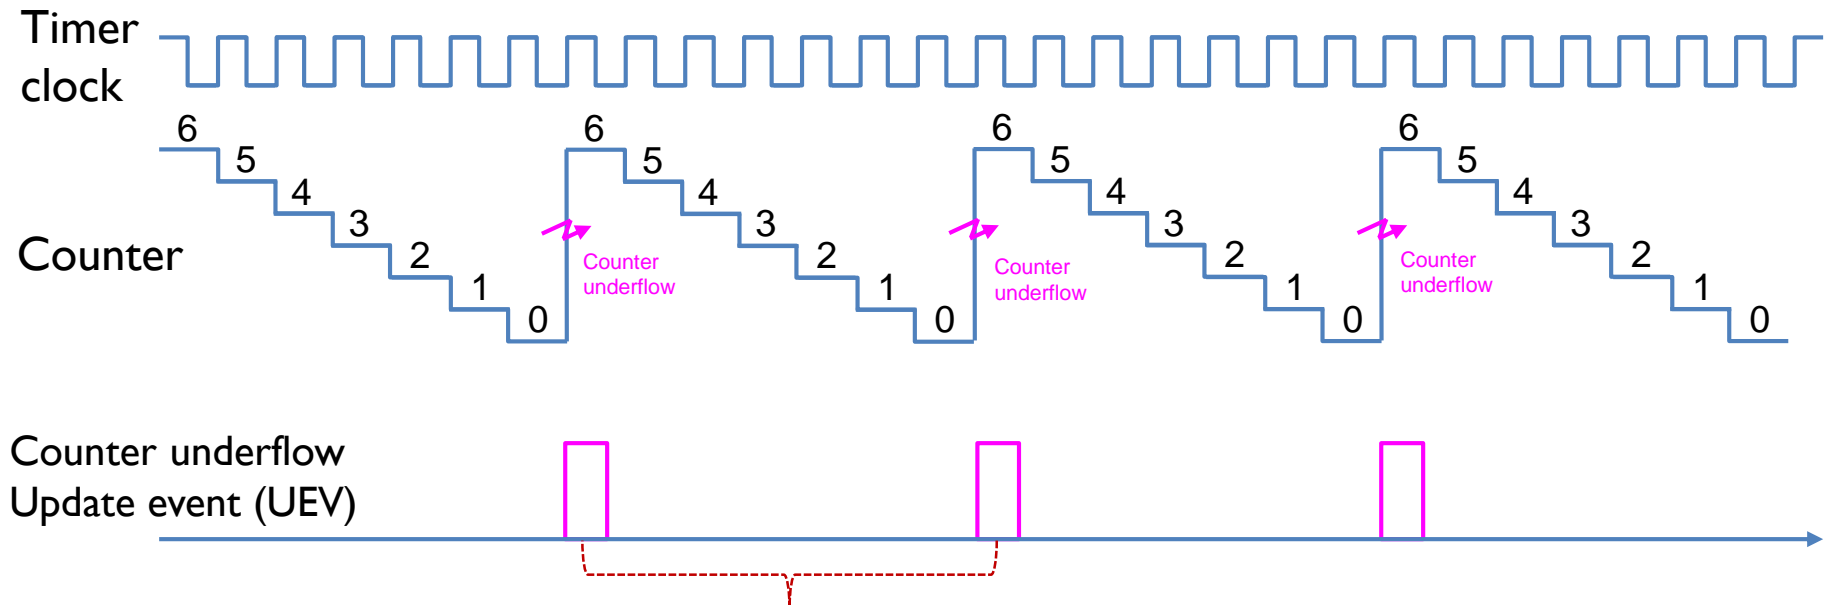 Timer
clock
6 5 4 3 2 1 0 6 5 4 3 2 1 0 6 5 4 3 2 1 0 6 5 4 3 2 1 0
Counter
Counter
underflow
Counter
underflow
Counter
underflow
Counter underflow
Update event (UEV)